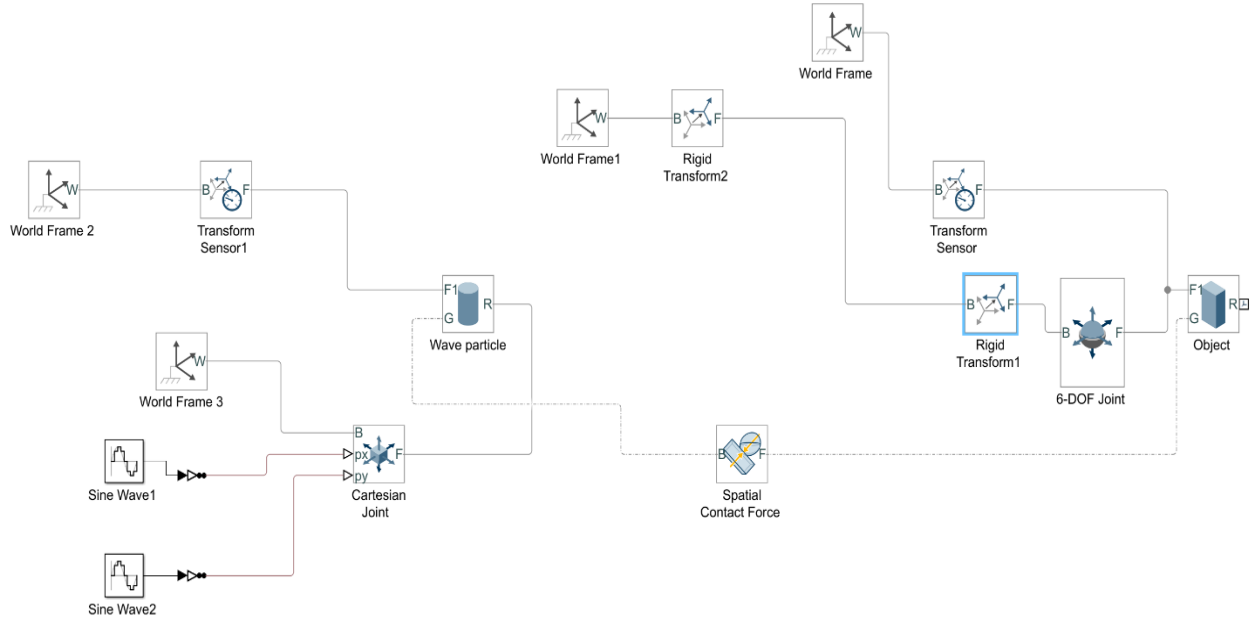 W
World Frame
W
B
F
World Frame1
Rigid
Transform2
W
B
F
World Frame 2
Transform
Sensor1
B
F
Transform
Sensor
F1
R
G
Wave particle
B
F
Rigid
Transform1
B
F
6-DOF Joint
F1
R
G
Object
W
World Frame 3
B
px
F
py
Cartesian
Joint
Sine Wave1
B
F
Spatial
Contact Force
Sine Wave2